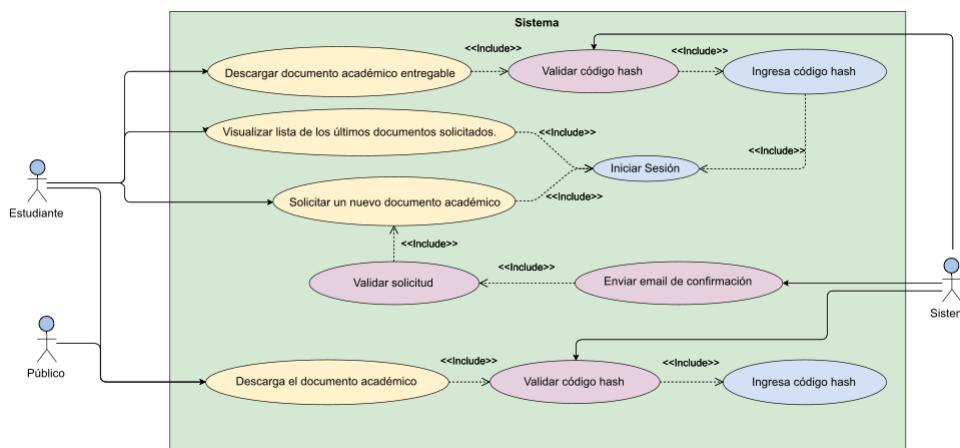 Sistema
<<Include>>
<<Include>>
Descargar documento académico entregable
Validar código hash
Ingresa código hash
Visualizar lista de los últimos documentos solicitados.
<<Include>>
<<Include>>
Iniciar Sesión
Estudiante
Solicitar un nuevo documento académico
<<Include>>
<<Include>>
<<Include>>
Validar solicitud
Enviar email de confirmación
Sistem
Público
<<Include>>
<<Include>>
Descarga el documento académico
Validar código hash
Ingresa código hash